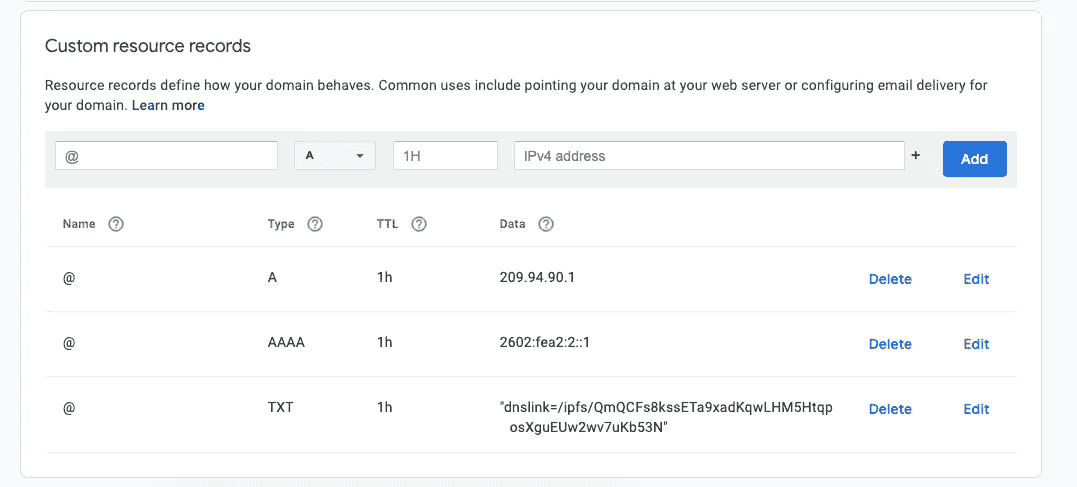 Custom resource records
Resource records define how your domain behaves. Common uses include pointing your domain at your web server or configuring email delivery for
your domain. Learn more
@ A 1H IPv4 address + Add
Name ? Type ? TTL ? Data ?
@ A 1h 209.94.90.1 Delete Edit
@ AAAA 1h 2602:fea2:2::1 Delete Edit
@ TXT 1h "dnslink=/ipfs/QmQCFs8kssETa9xadKqwLHM5Htqp Delete Edit
osXguEUw2wv7uKb53N"